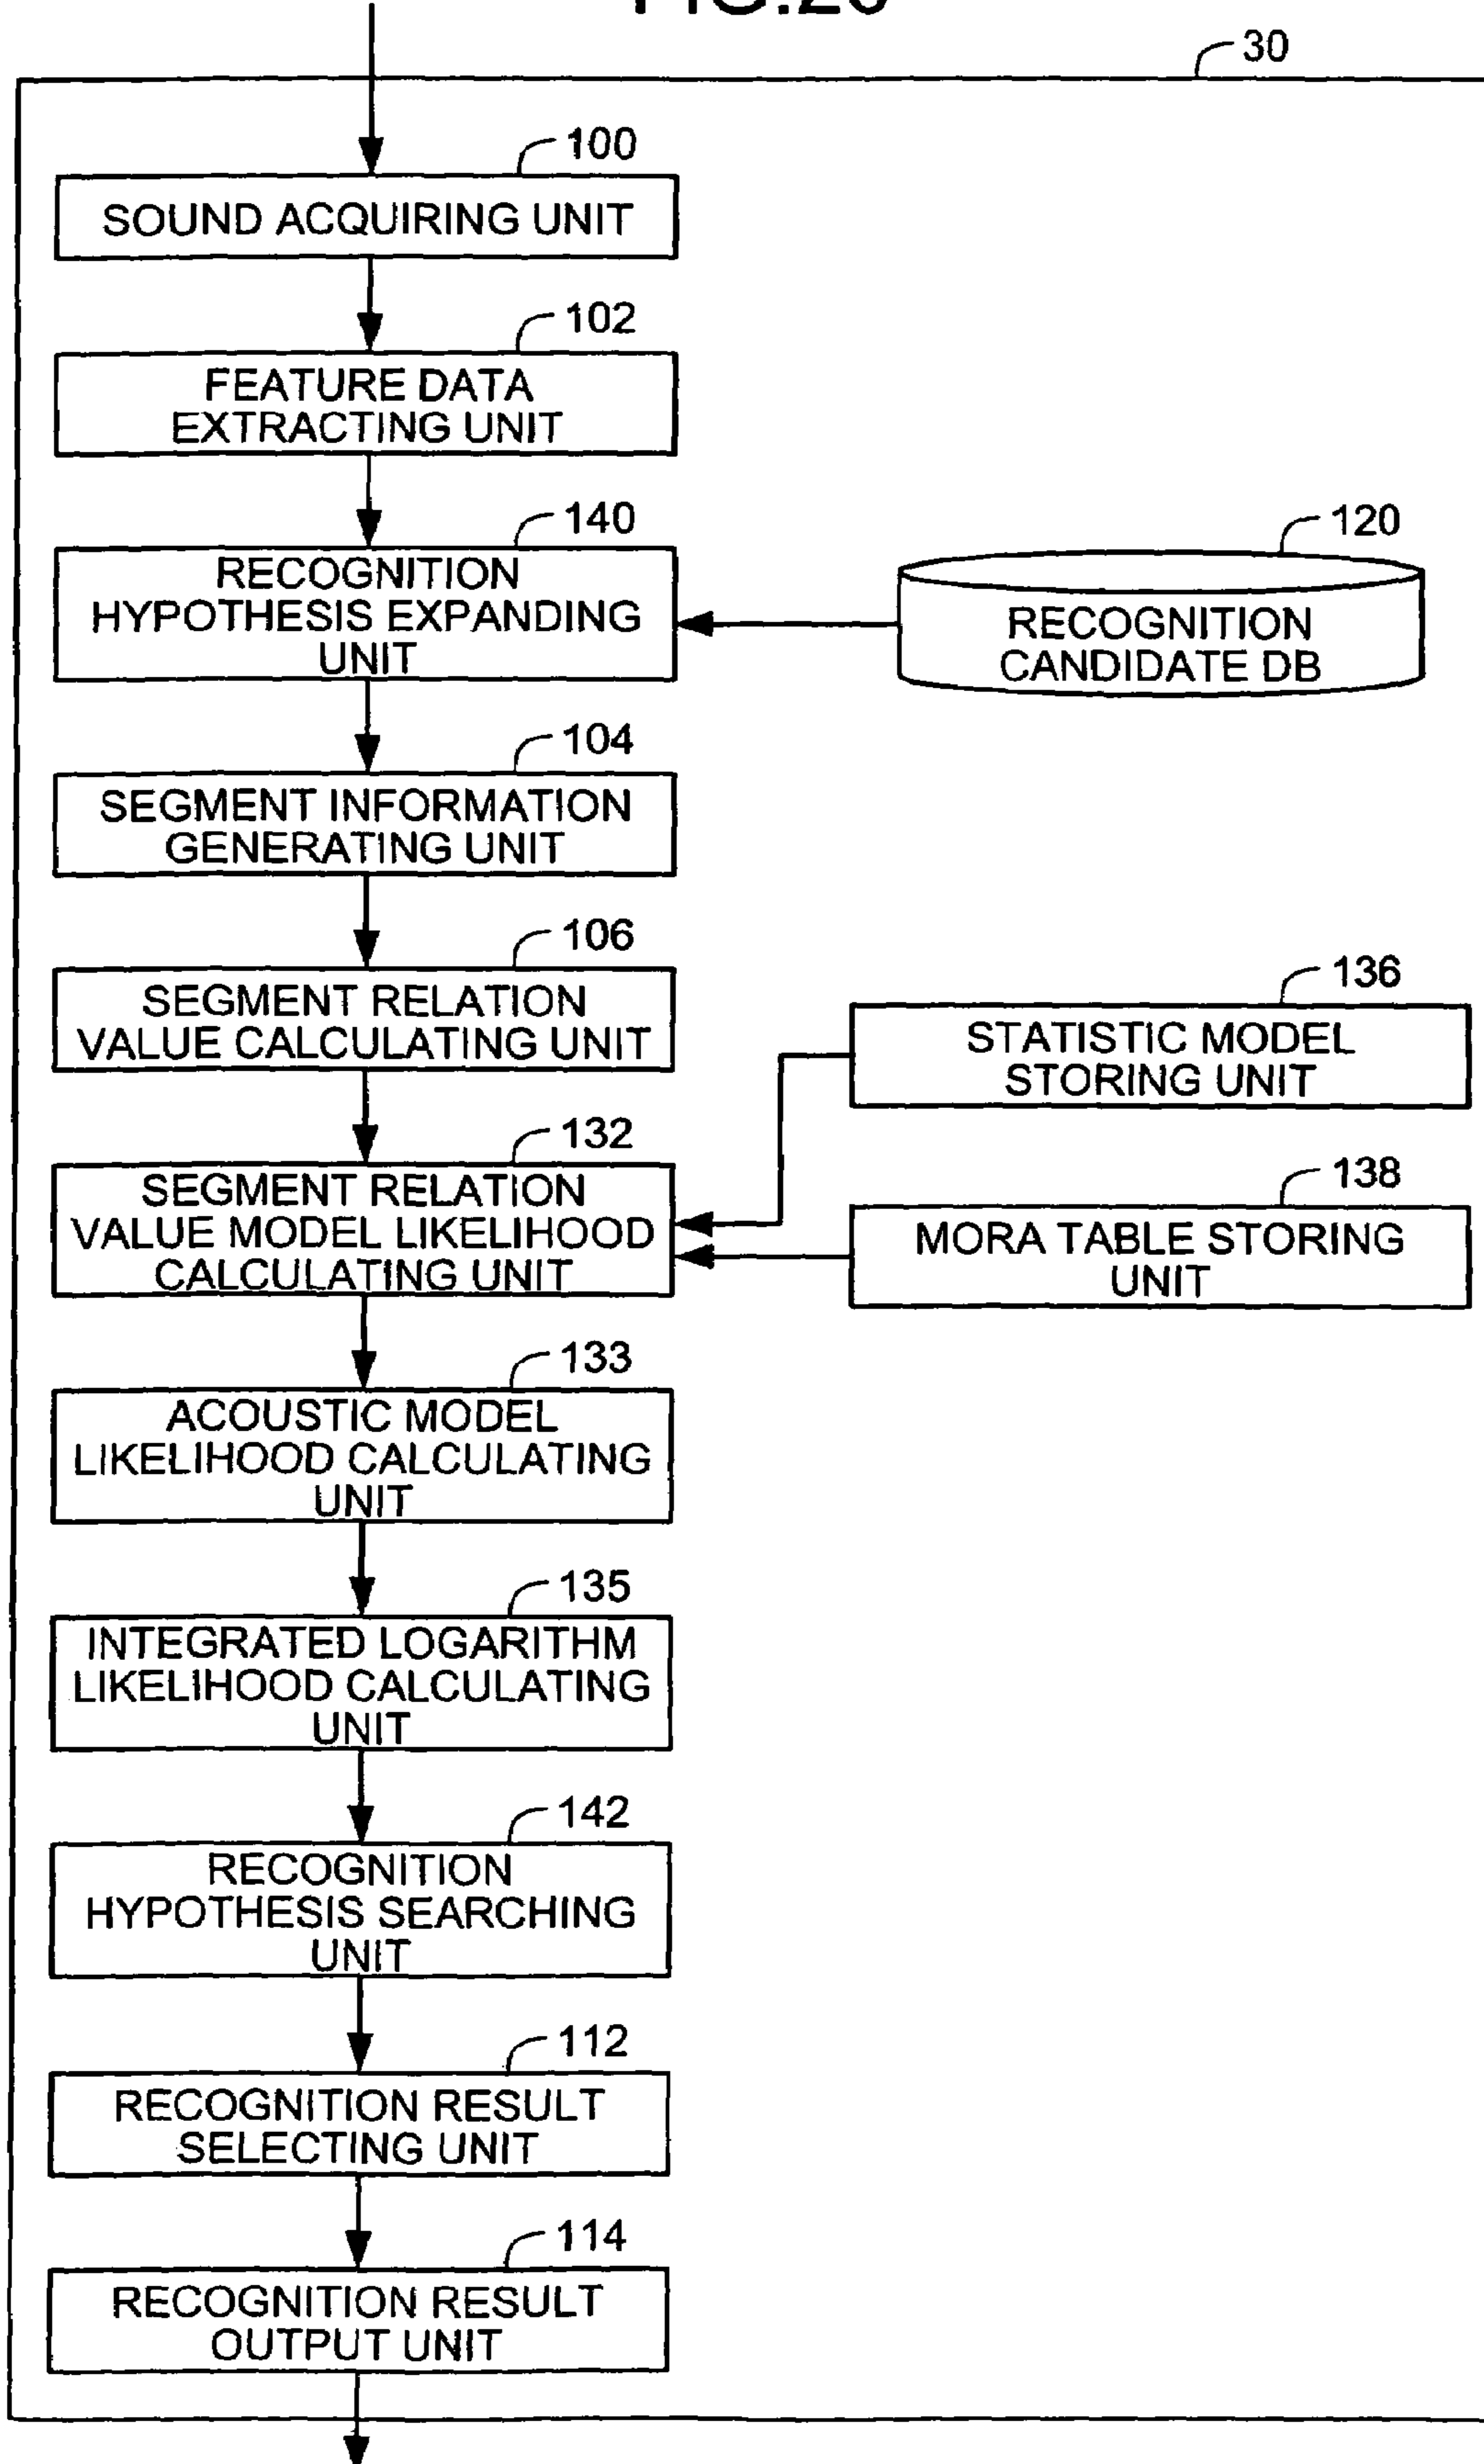 30
100
SOUND ACQUIRING UNIT
102
FEATURE DATA
EXTRACTING UNIT
140
RECOGNITION
HYPOTHESIS EXPANDING
UNIT
120
RECOGNITION
CANDIDATE DB
104
SEGMENT INFORMATION
GENERATING UNIT
106
SEGMENT RELATION
VALUE CALCULATING UNIT
136
STATISTIC MODEL
STORING UNIT
132
SEGMENT RELATION
VALUE MODEL LIKELIHOOD
CALCULATING UNIT
138
MORA TABLE STORING
UNIT
133
ACOUSTIC MODEL
LIKELIHOOD CALCULATING
UNIT
135
INTEGRATED LOGARITHM
LIKELIHOOD CALCULATING
UNIT
142
RECOGNITION
HYPOTHESIS SEARCHING
UNIT
112
RECOGNITION RESULT
SELECTING UNIT
114
RECOGNITION RESULT
OUTPUT UNIT